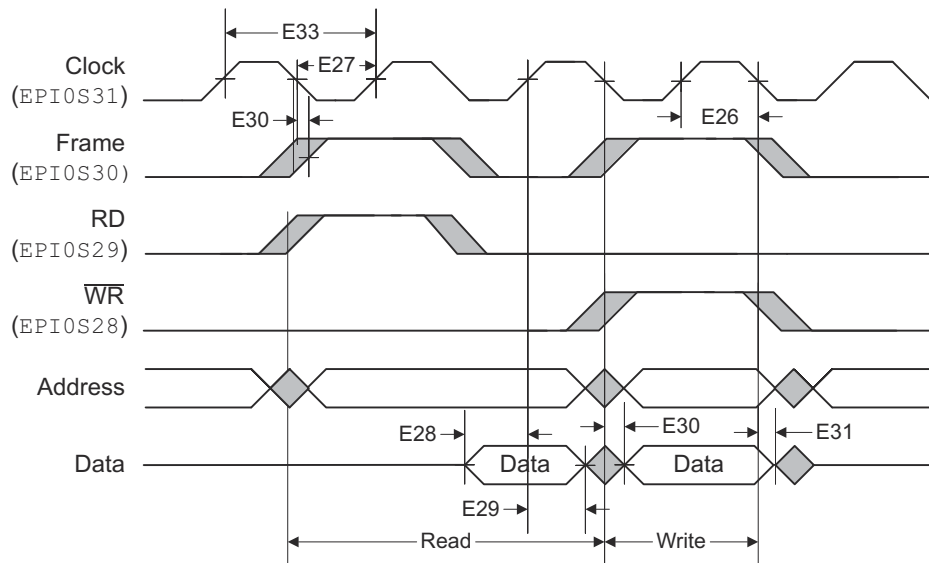 E33
Clock
E27
(EPI0S31)
E30
E26
Frame
(EPI0S30)
RD
(EPI0S29)
WR
(EPI0S28)
Address
E28
E30
E31
Data
Data
Data
E29
Read
Write